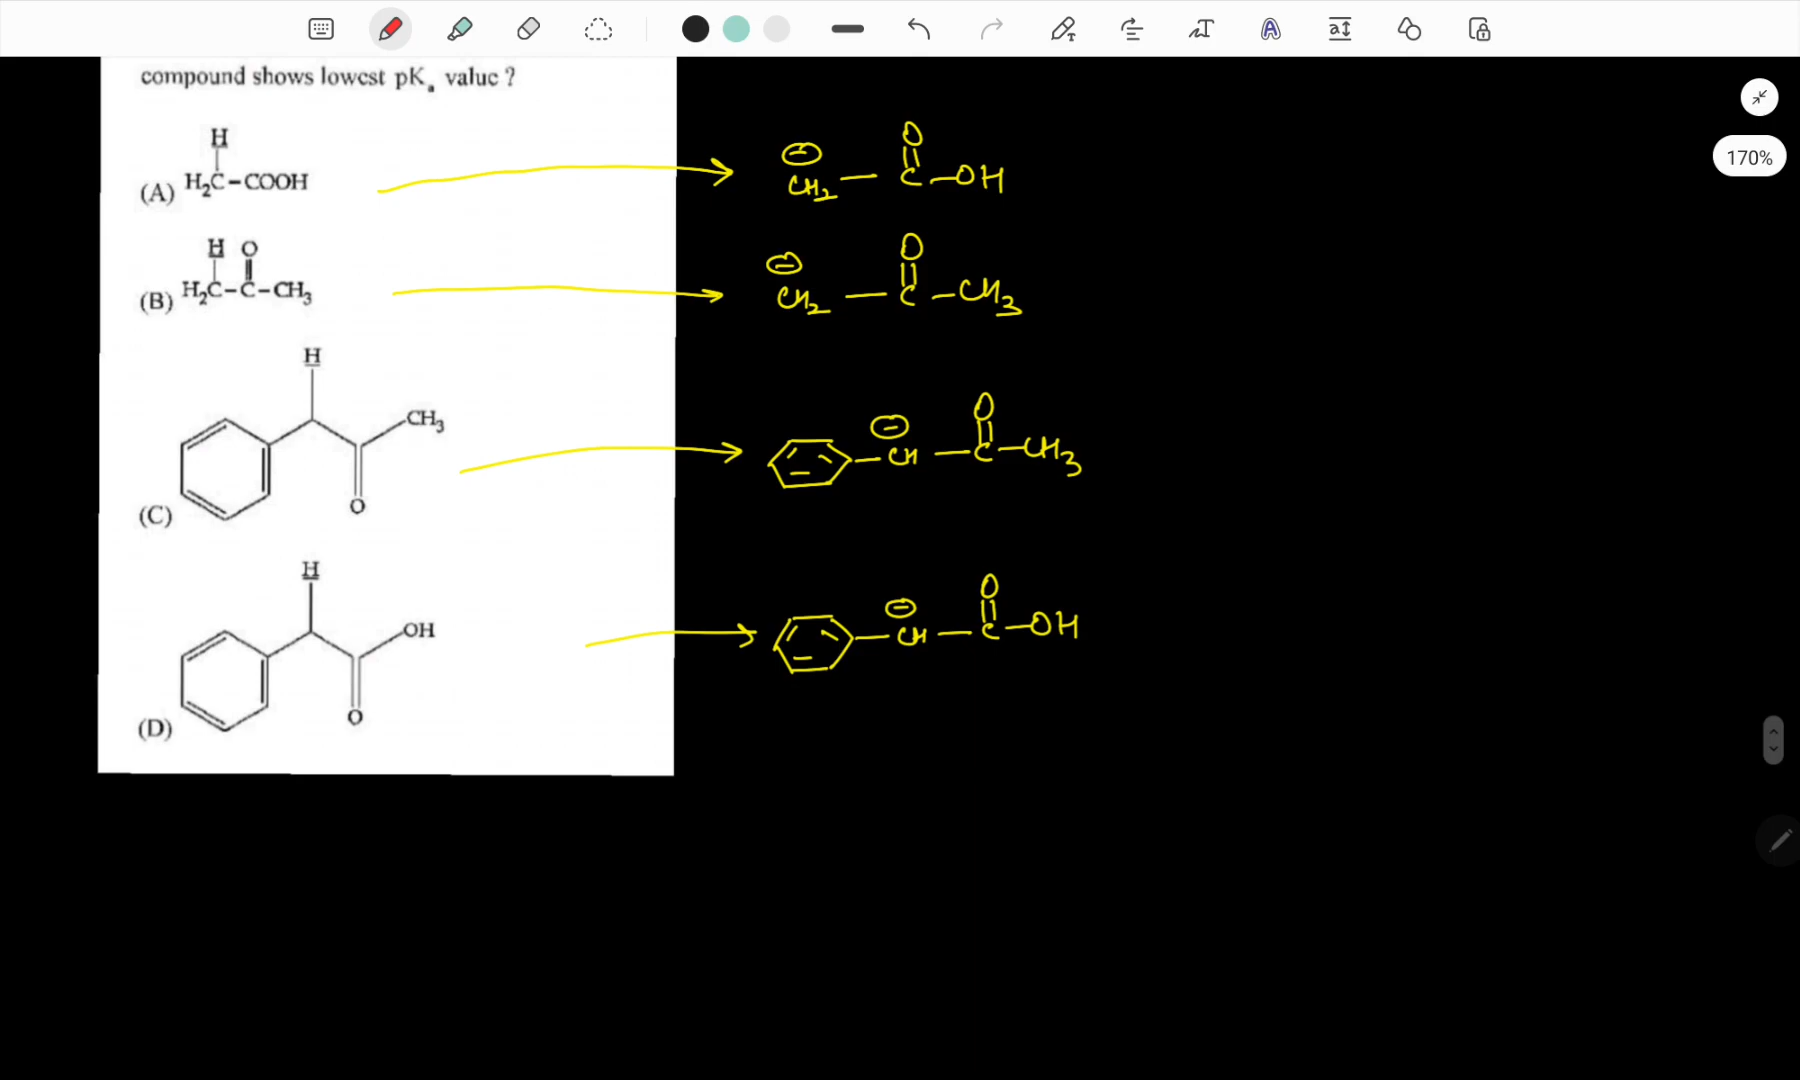 170%
compound shows lowest pKₐ value ?
H
(A) H₂C-COOH
CH₂ — C -OH
O
⊖
H O
(B) H₂C-C-CH₃
⊖
O
CH₂ — C - CH₃
H
CH₃
O
(C)
⊖
O
CH — C - CH₃
H
OH
O
(D)
⊖
O
CH — C - OH